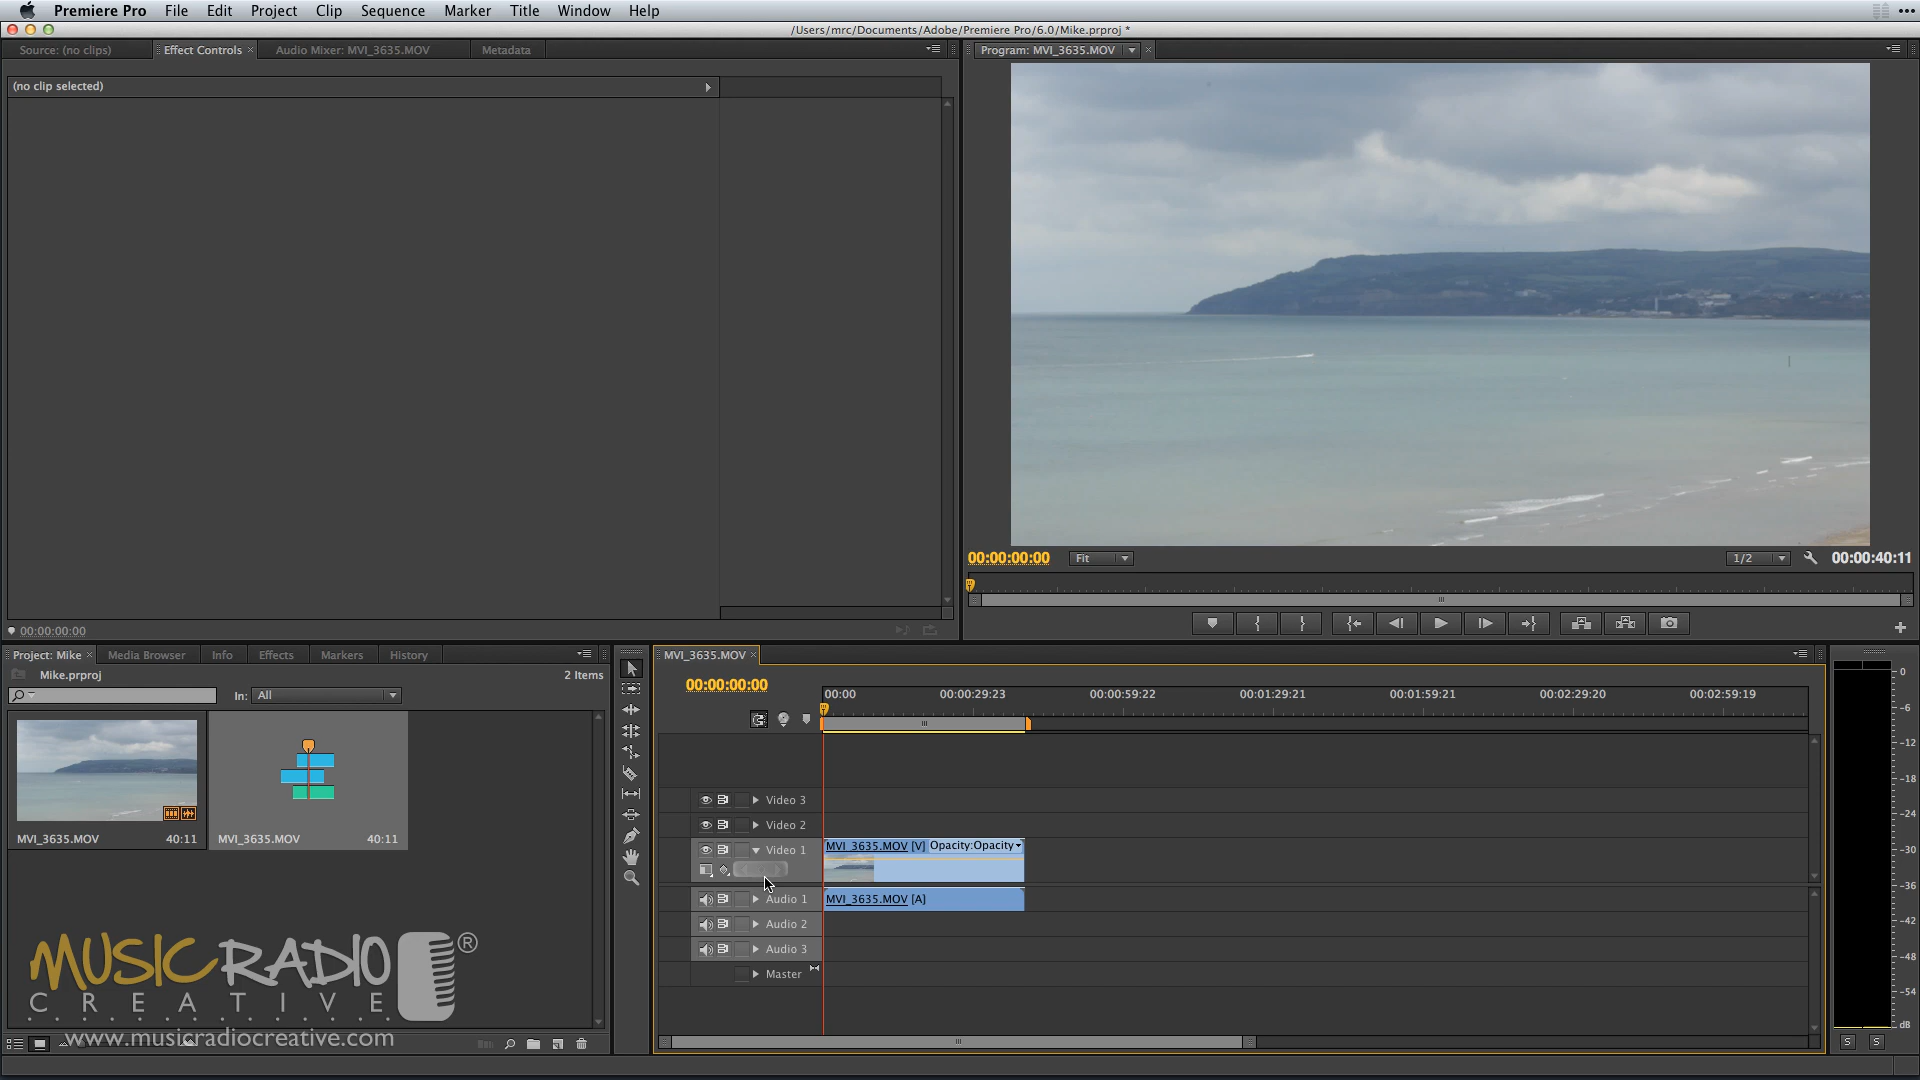 Premiere Pro File Edit Project Clip Sequence Marker Title Window Help
/Users/mrc/Documents/Adobe/Premiere Pro/6.0/Mike.prproj *
Source: (no clips) Effect Controls Audio Mixer: MVI_3635.MOV Metadata
Program: MVI_3635.MOV
(no clip selected)
00:00:00:00 Fit 1/2 00:00:40:11
00:00:00:00
Project: Mike Media Browser Info Effects Markers History
Mike.prproj 2 Items
In: All
MVI_3635.MOV 40:11
MVI_3635.MOV 40:11
MVI_3635.MOV
00:00:00:00
00:00 00:00:29:23 00:00:59:22 00:01:29:21 00:01:59:21 00:02:29:20 00:02:59:19
Video 3
Video 2
Video 1 MVI_3635.MOV [V] Opacity:Opacity
Audio 1 MVI_3635.MOV [A]
Audio 2
Audio 3
Master
0
-6
-12
-18
-24
-30
-36
-42
-48
-54
dB
S S
MUSIC RADIO ®
CREATIVE
www.musicradiocreative.com